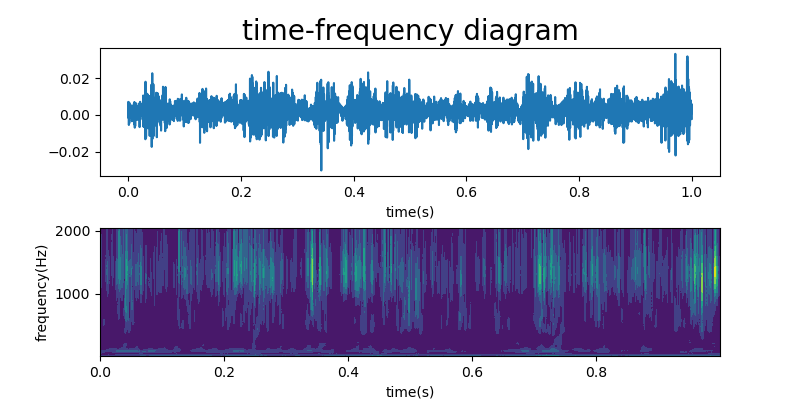 time-frequency diagram
0.02
0.00
−0.02
0.0 0.2 0.4 0.6 0.8 1.0
time(s)
2000
1000
frequency(Hz)
0.0 0.2 0.4 0.6 0.8
time(s)